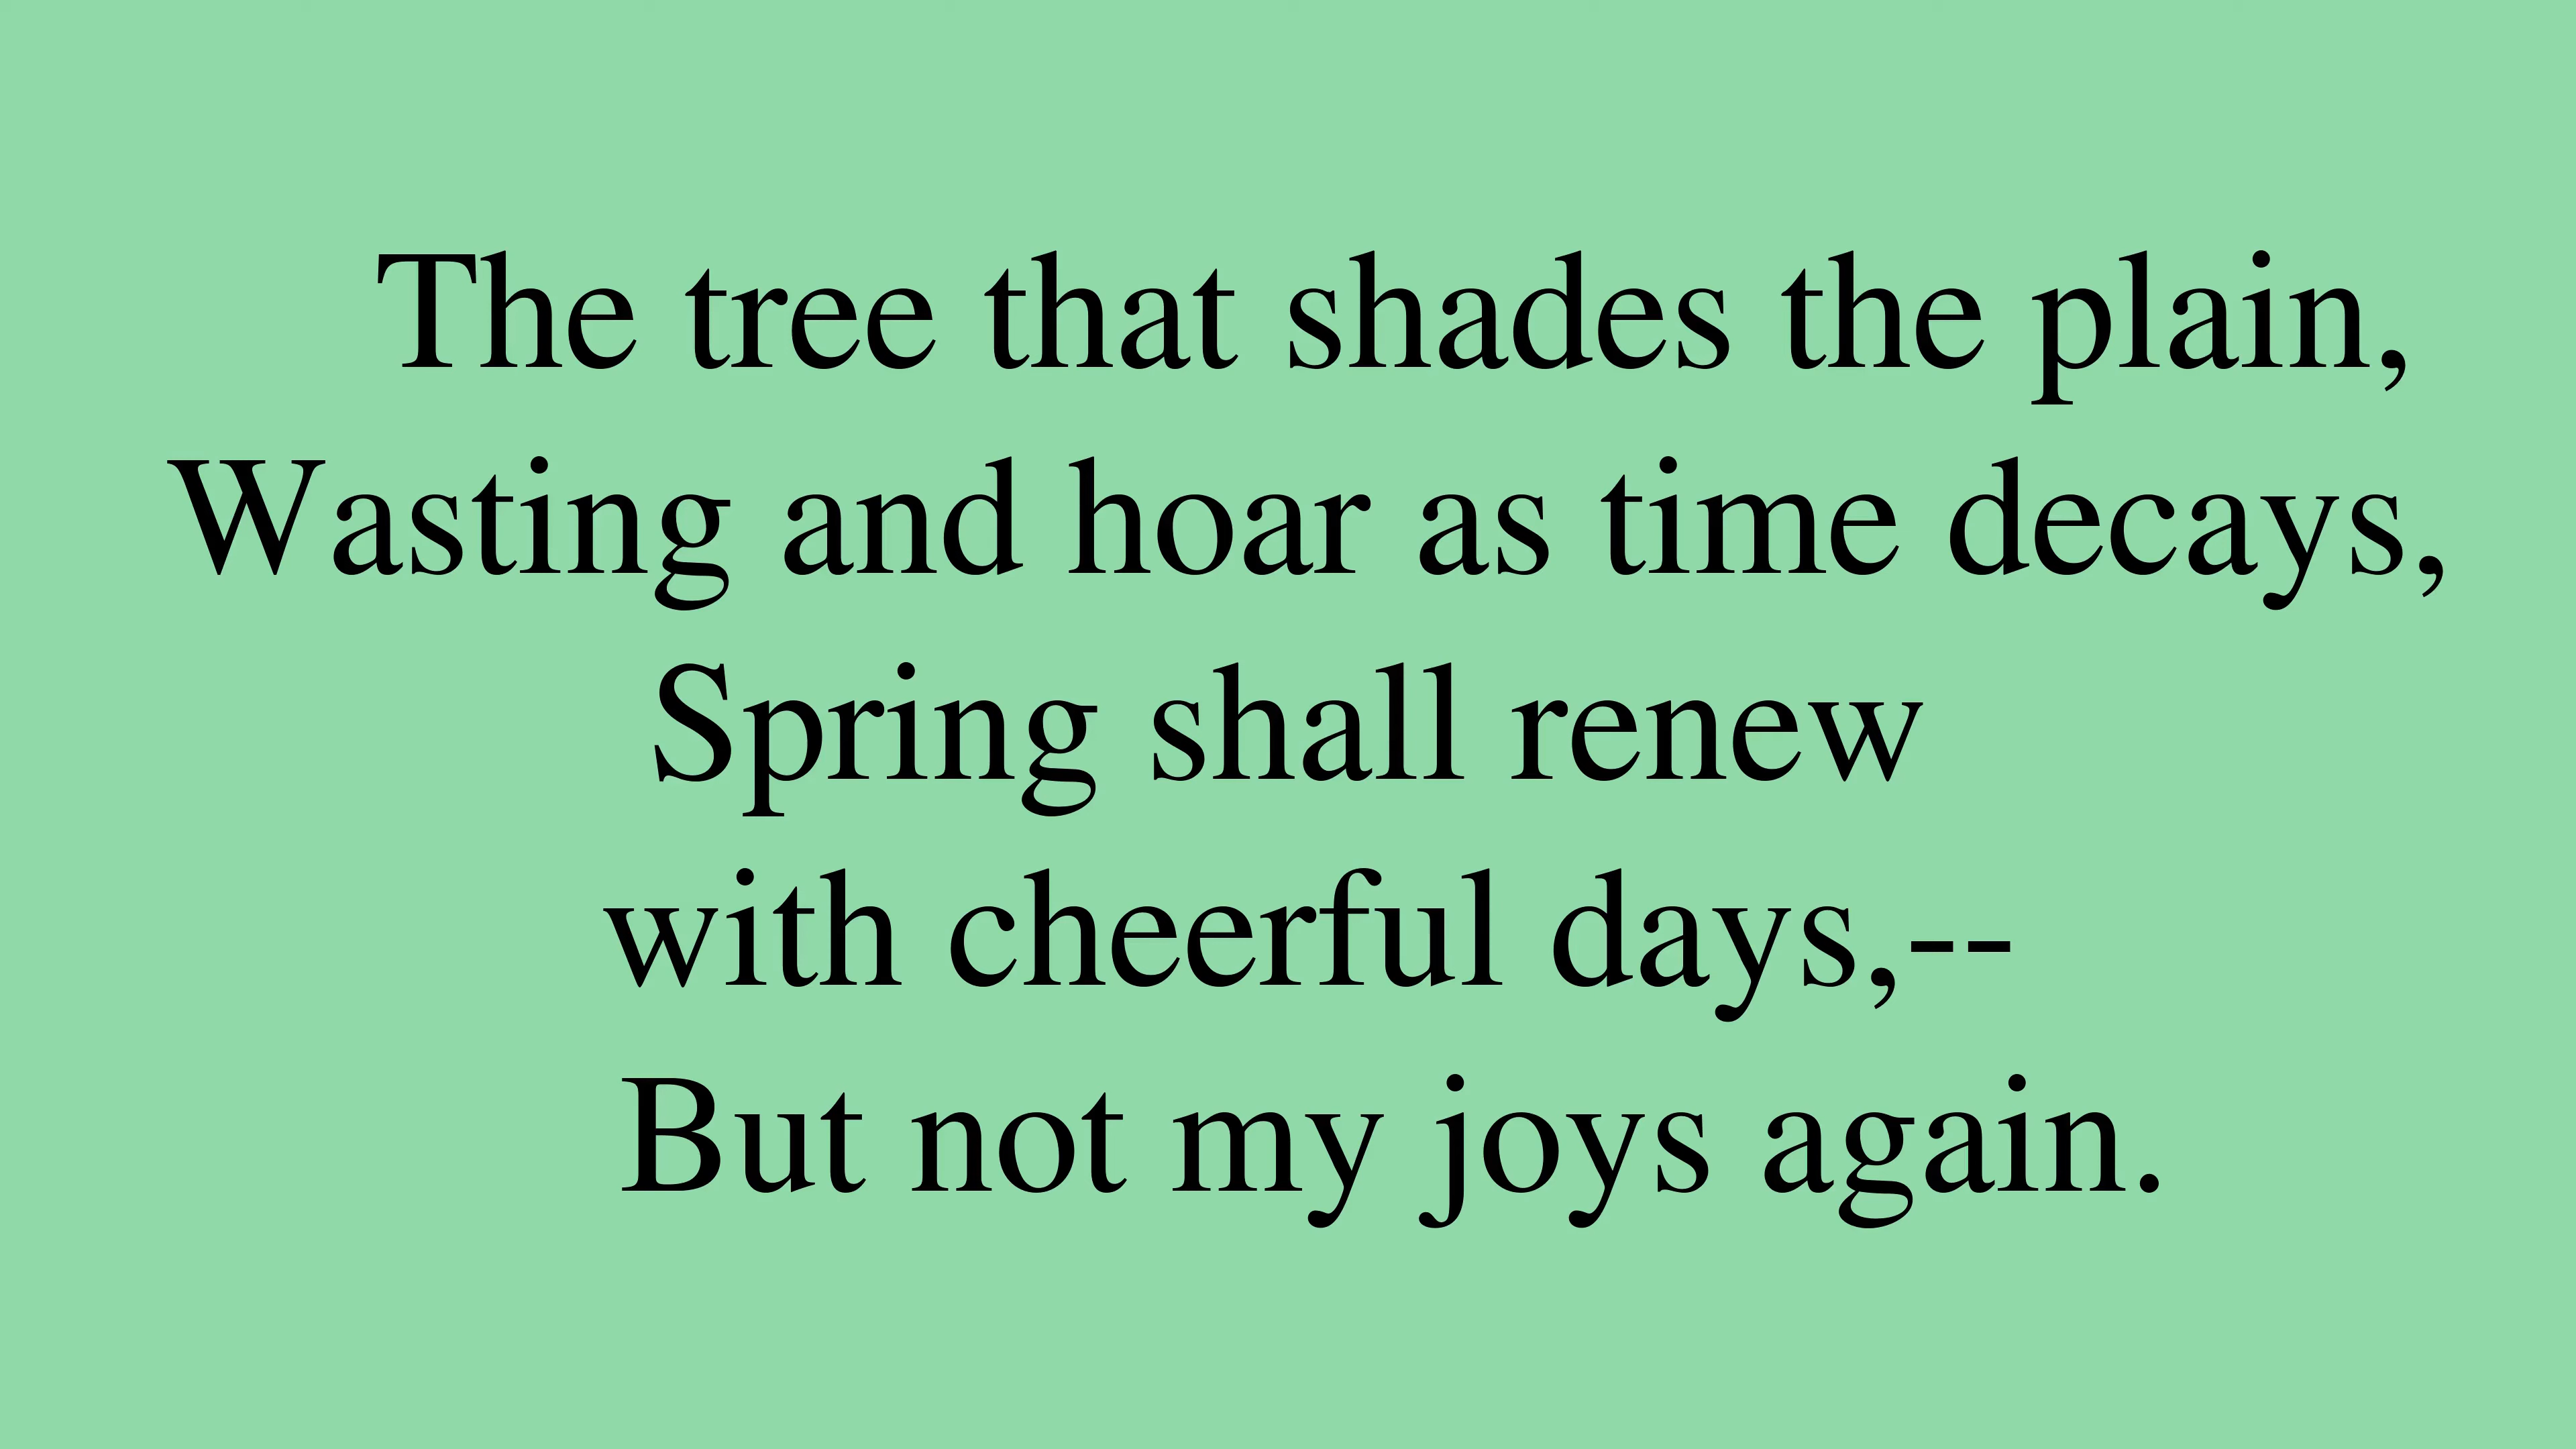 The tree that shades the plain,
Wasting and hoar as time decays,
Spring shall renew
with cheerful days,--
But not my joys again.